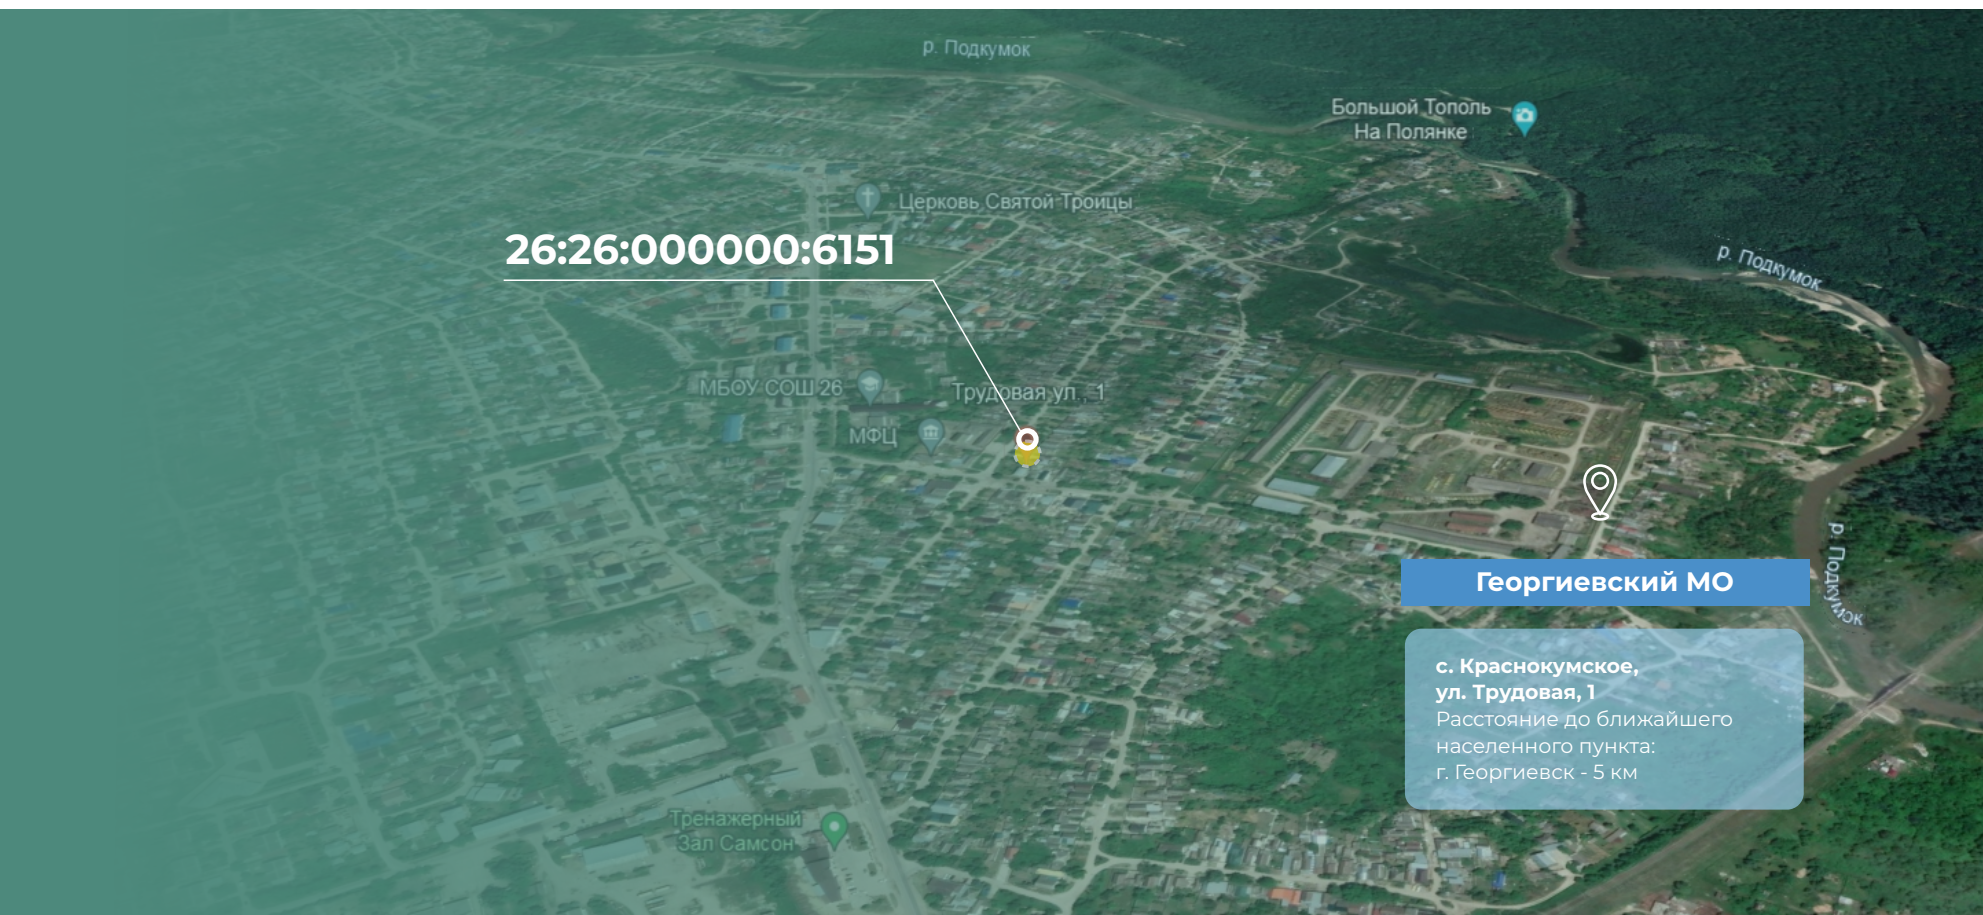 р. Подкумок
Большой Тополь
На Полянке
Церковь Святой Троицы
26:26:000000:6151
р. Подкумок
МБОУ СОШ 26
Трудовая ул., 1
МФЦ
р. Подкумок
Георгиевский МО
с. Краснокумское,
ул. Трудовая, 1
Расстояние до ближайшего
населенного пункта:
г. Георгиевск - 5 км
Тренажерный
Зал Самсон